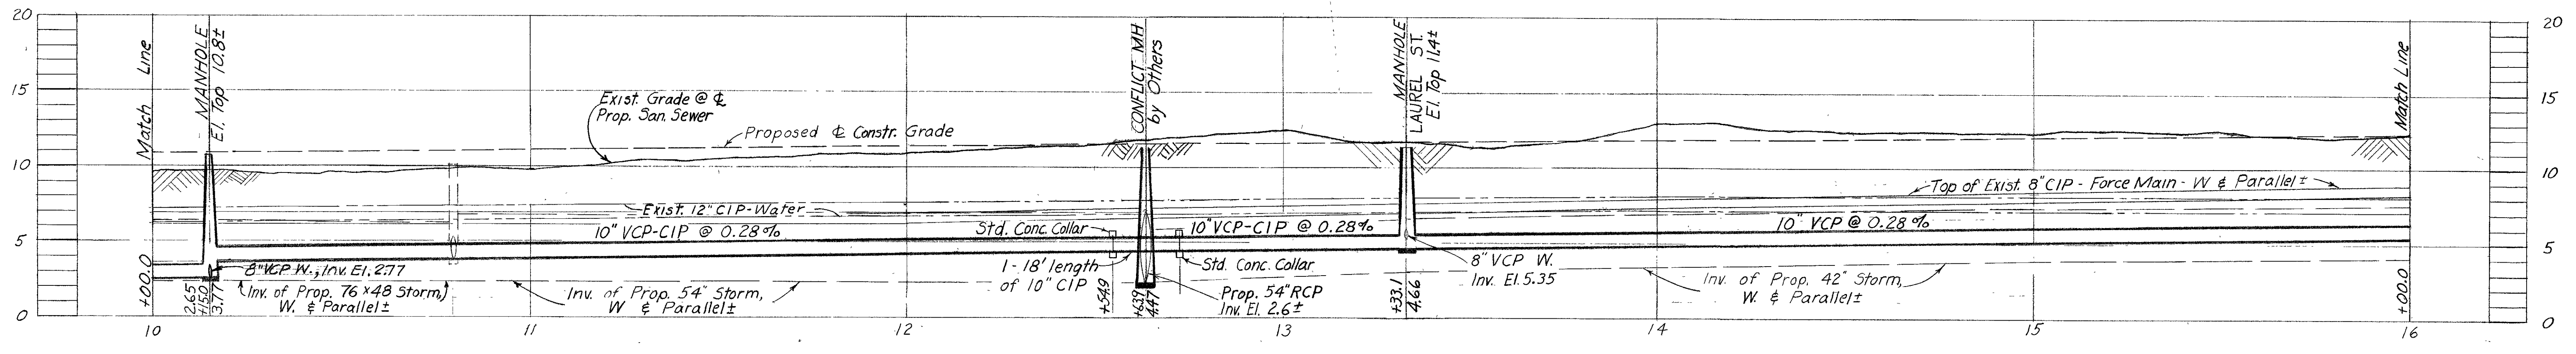 20
15
10
5
0
Match Line
+00.0
MANHOLE
El. Top 10.8±
2.65
+15.0
3.77
8" VCP W., Inv. El. 2.77
Inv. of Prop. 76 x 48 Storm,
W. & Parallel ±
Exist. Grade @ ℄
Prop. San. Sewer
Proposed ℄ Constr. Grade
Exist. 12" CIP-Water
10" VCP-CIP @ 0.28%
Inv. of Prop. 54" Storm,
W & Parallel ±
Std. Conc. Collar
1 - 18' length
of 10" CIP
+54.9
CONFLICT MH
by Others
+63.9
4.47
10" VCP-CIP @ 0.28%
Std. Conc. Collar
Prop. 54" RCP
Inv. El. 2.6±
MANHOLE
LAUREL ST.
El. Top 11.4±
+33.1
4.66
8" VCP W.
Inv. El. 5.35
Top of Exist. 8" CIP - Force Main - W & Parallel ±
10" VCP @ 0.28%
Inv. of Prop. 42" Storm,
W. & Parallel ±
Match Line
+00.0
20
15
10
5
0
10 11 12 13 14 15 16